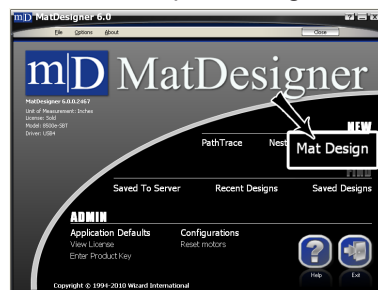 m|D MatDesigner 6.0
File Options About Close
m|D MatDesigner
MatDesigner 6.0.0.2467
Unit of Measurement: Inches
License: Sold
Model: 8500e-SBT
Driver: USB4
NEW
PathTrace Nest
Mat Design
FIND
Saved To Server Recent Designs Saved Designs
ADMIN
Application Defaults Configurations
View License Reset motors
Enter Product Key
Help Exit
Copyright © 1994-2010 Wizard International